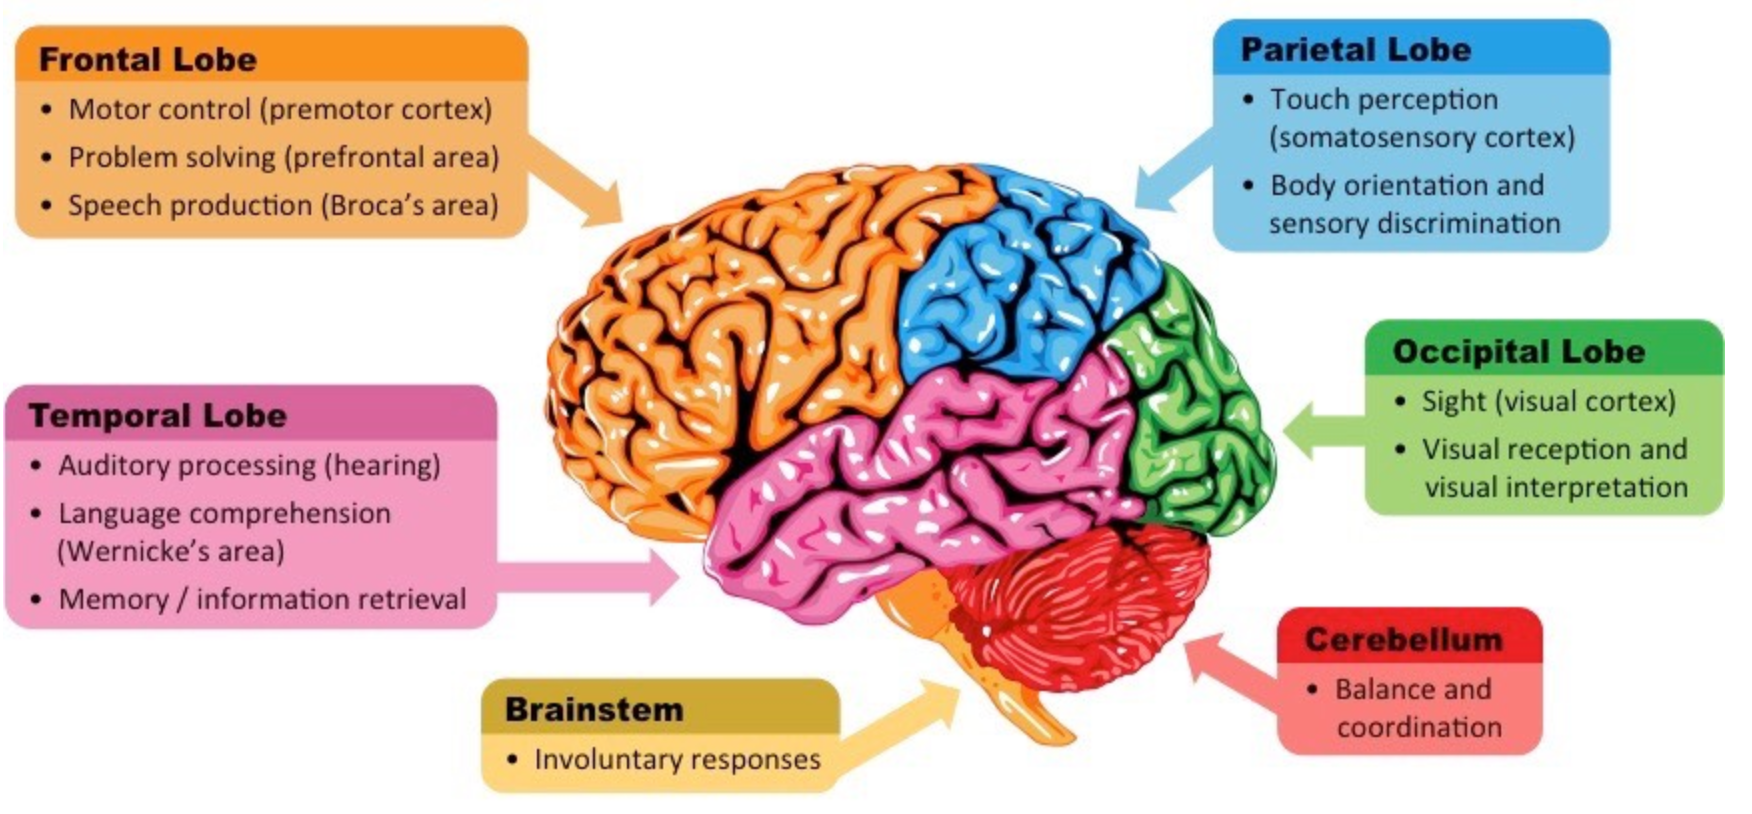 Frontal Lobe
• Motor control (premotor cortex)
• Problem solving (prefrontal area)
• Speech production (Broca’s area)
Parietal Lobe
• Touch perception
(somatosensory cortex)
• Body orientation and
sensory discrimination
Occipital Lobe
• Sight (visual cortex)
• Visual reception and
visual interpretation
Temporal Lobe
• Auditory processing (hearing)
• Language comprehension
(Wernicke’s area)
• Memory / information retrieval
Cerebellum
• Balance and
coordination
Brainstem
• Involuntary responses